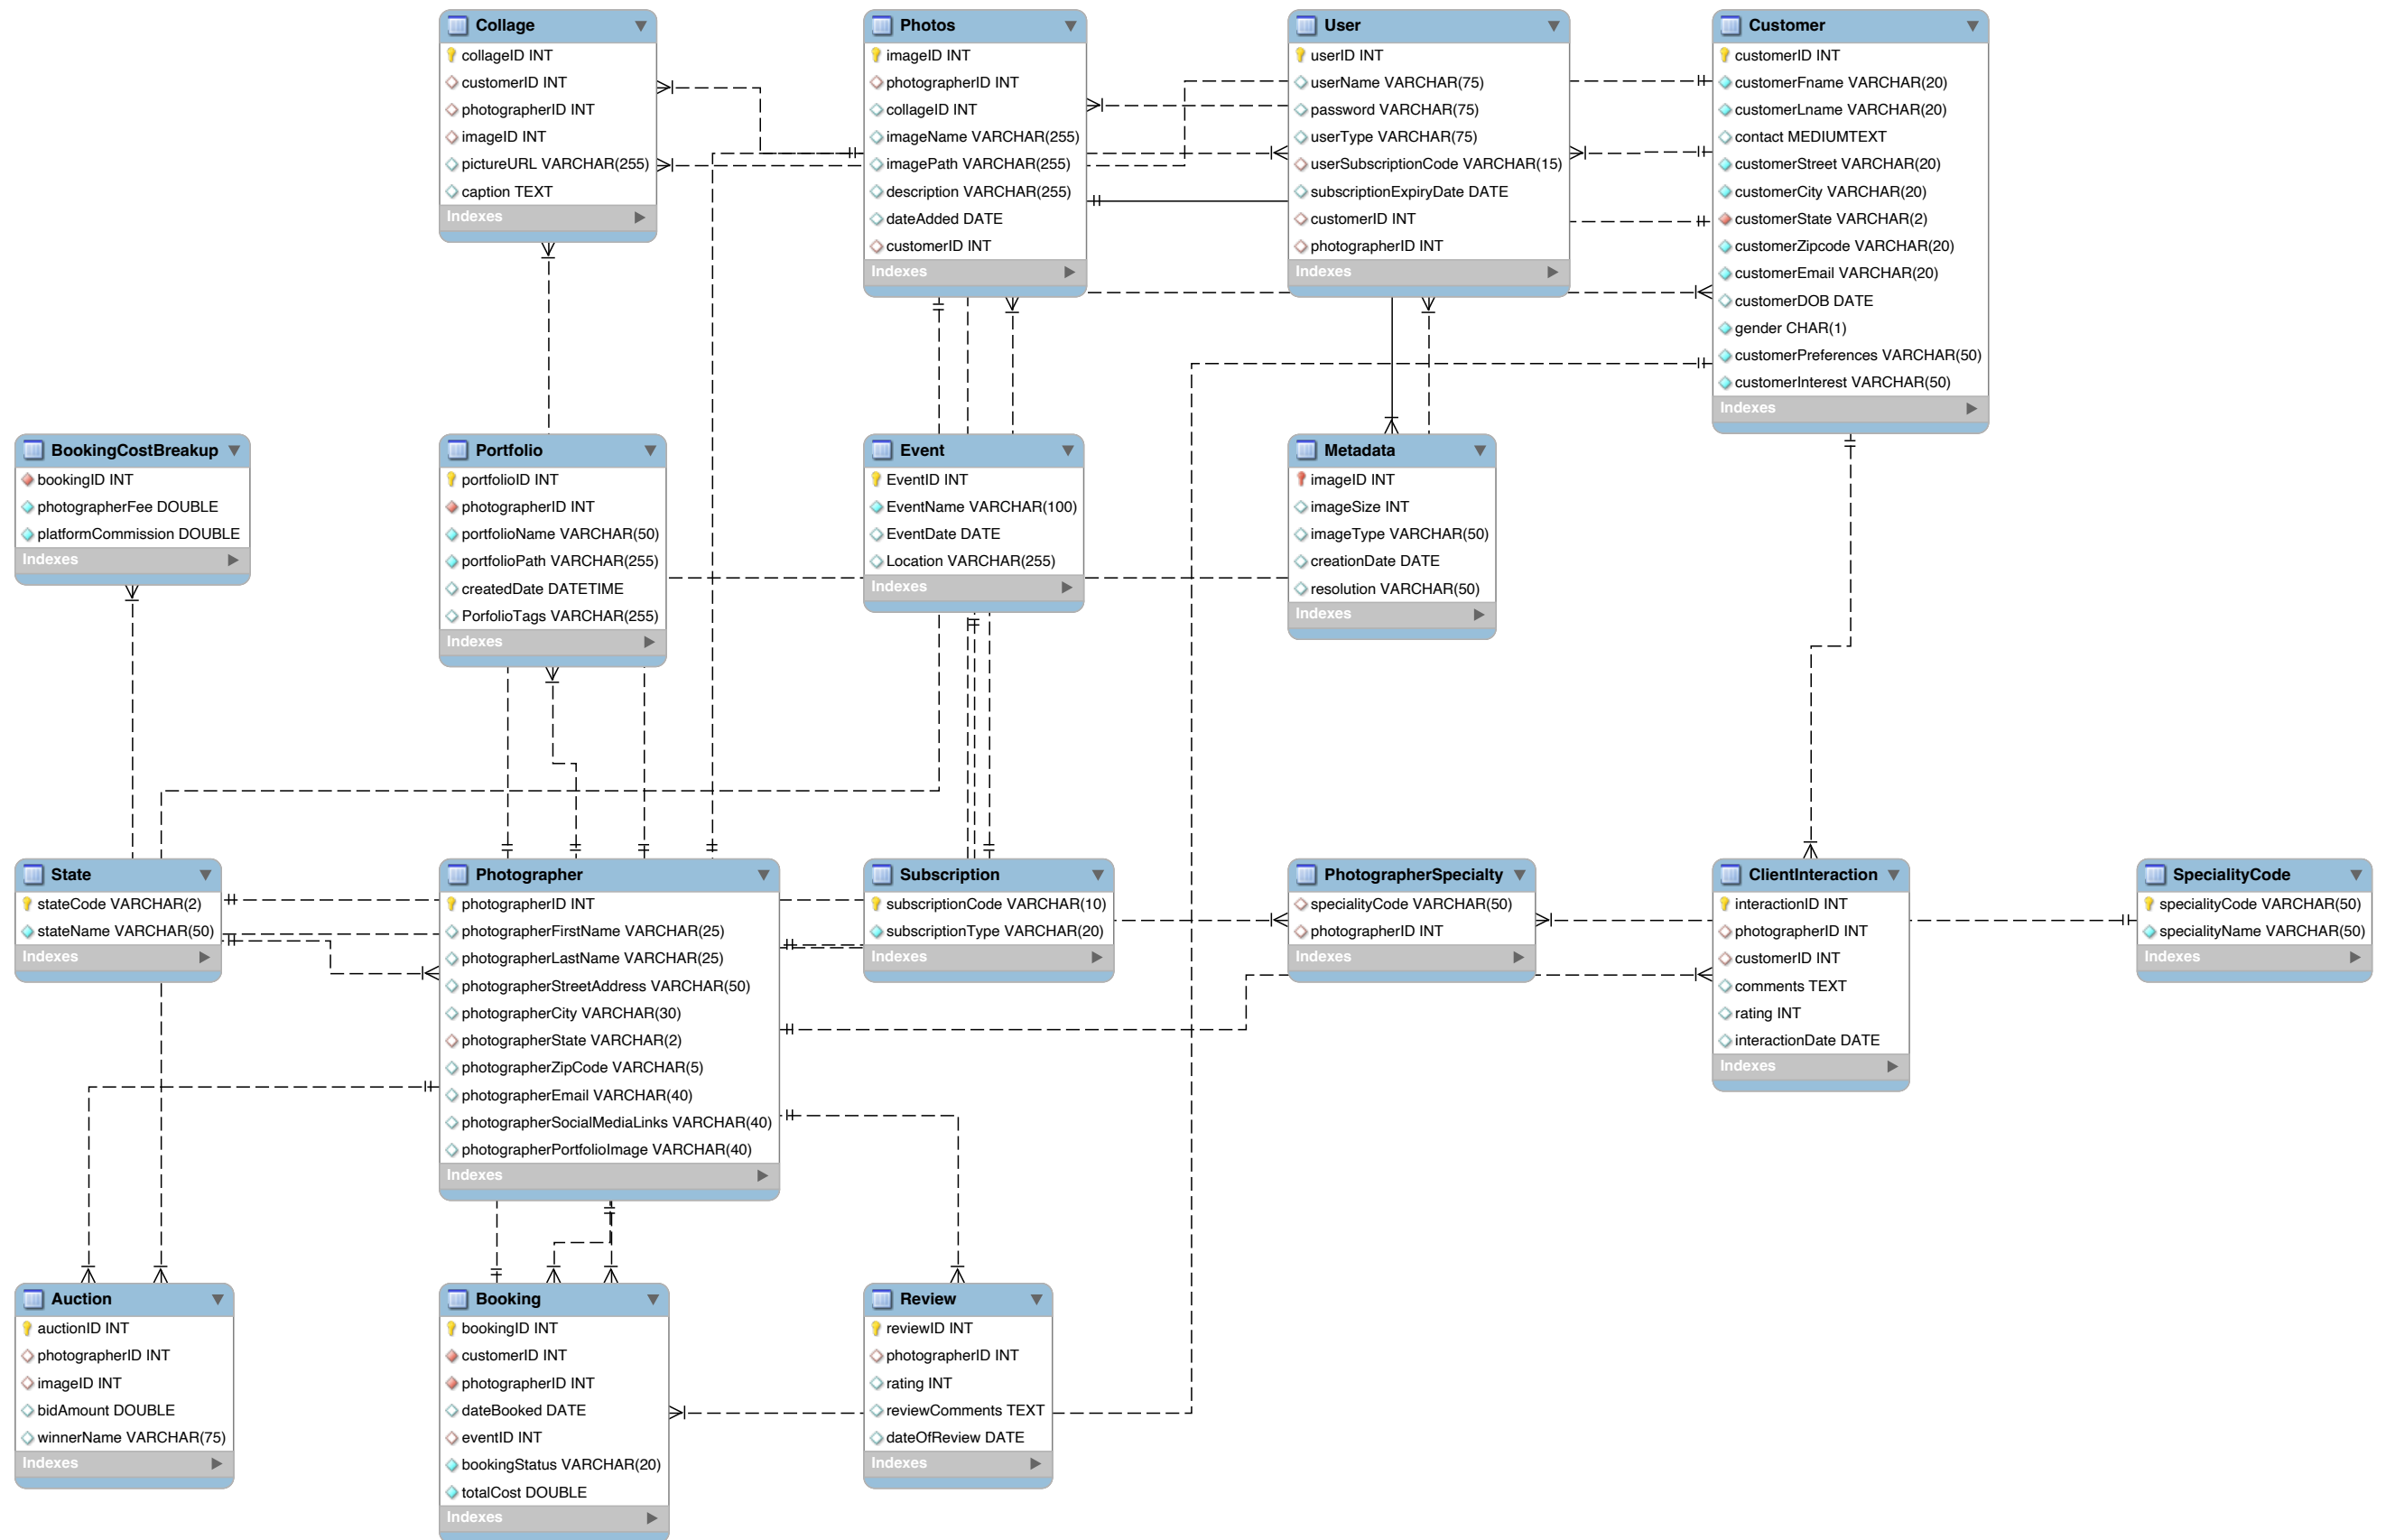 Collage
collageID INT
customerID INT
photographerID INT
imageID INT
pictureURL VARCHAR(255)
caption TEXT
Indexes
Photos
imageID INT
photographerID INT
collageID INT
imageName VARCHAR(255)
imagePath VARCHAR(255)
description VARCHAR(255)
dateAdded DATE
customerID INT
Indexes
User
userID INT
userName VARCHAR(75)
password VARCHAR(75)
userType VARCHAR(75)
userSubscriptionCode VARCHAR(15)
subscriptionExpiryDate DATE
customerID INT
photographerID INT
Indexes
Customer
customerID INT
customerFname VARCHAR(20)
customerLname VARCHAR(20)
contact MEDIUMTEXT
customerStreet VARCHAR(20)
customerCity VARCHAR(20)
customerState VARCHAR(2)
customerZipcode VARCHAR(20)
customerEmail VARCHAR(20)
customerDOB DATE
gender CHAR(1)
customerPreferences VARCHAR(50)
customerInterest VARCHAR(50)
Indexes
BookingCostBreakup
bookingID INT
photographerFee DOUBLE
platformCommission DOUBLE
Indexes
Portfolio
portfolioID INT
photographerID INT
portfolioName VARCHAR(50)
portfolioPath VARCHAR(255)
createdDate DATETIME
PorfolioTags VARCHAR(255)
Indexes
Event
EventID INT
EventName VARCHAR(100)
EventDate DATE
Location VARCHAR(255)
Indexes
Metadata
imageID INT
imageSize INT
imageType VARCHAR(50)
creationDate DATE
resolution VARCHAR(50)
Indexes
State
stateCode VARCHAR(2)
stateName VARCHAR(50)
Indexes
Photographer
photographerID INT
photographerFirstName VARCHAR(25)
photographerLastName VARCHAR(25)
photographerStreetAddress VARCHAR(50)
photographerCity VARCHAR(30)
photographerState VARCHAR(2)
photographerZipCode VARCHAR(5)
photographerEmail VARCHAR(40)
photographerSocialMediaLinks VARCHAR(40)
photographerPortfolioImage VARCHAR(40)
Indexes
Subscription
subscriptionCode VARCHAR(10)
subscriptionType VARCHAR(20)
Indexes
PhotographerSpecialty
specialityCode VARCHAR(50)
photographerID INT
Indexes
ClientInteraction
interactionID INT
photographerID INT
customerID INT
comments TEXT
rating INT
interactionDate DATE
Indexes
SpecialityCode
specialityCode VARCHAR(50)
specialityName VARCHAR(50)
Indexes
Auction
auctionID INT
photographerID INT
imageID INT
bidAmount DOUBLE
winnerName VARCHAR(75)
Indexes
Booking
bookingID INT
customerID INT
photographerID INT
dateBooked DATE
eventID INT
bookingStatus VARCHAR(20)
totalCost DOUBLE
Indexes
Review
reviewID INT
photographerID INT
rating INT
reviewComments TEXT
dateOfReview DATE
Indexes